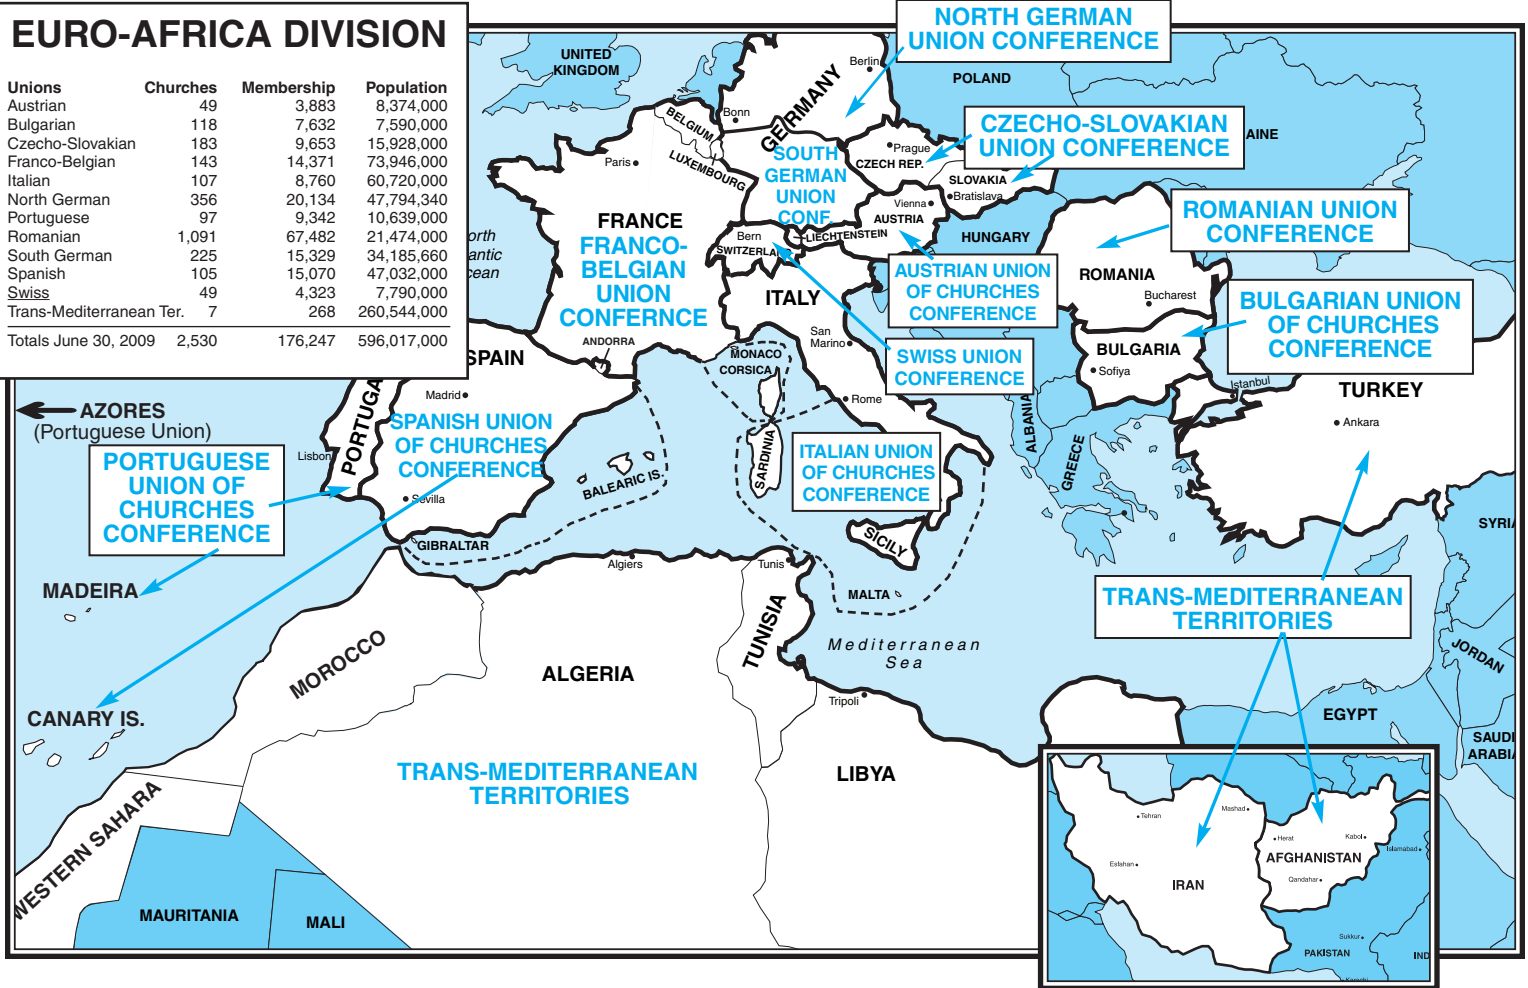 EURO-AFRICA DIVISION
Unions Churches Membership Population
Austrian 49 3,883 8,374,000
Bulgarian 118 7,632 7,590,000
Czecho-Slovakian 183 9,653 15,928,000
Franco-Belgian 143 14,371 73,946,000
Italian 107 8,760 60,720,000
North German 356 20,134 47,794,340
Portuguese 97 9,342 10,639,000
Romanian 1,091 67,482 21,474,000
South German 225 15,329 34,185,660
Spanish 105 15,070 47,032,000
Swiss 49 4,323 7,790,000
Trans-Mediterranean Ter. 7 268 260,544,000
Totals June 30, 2009 2,530 176,247 596,017,000
NORTH GERMAN
UNION CONFERENCE
UNITED
KINGDOM
Berlin
POLAND
GERMANY
Bonn
BELGIUM
LUXEMBOURG
Paris
CZECHO-SLOVAKIAN
UNION CONFERENCE
AINE
Prague
CZECH REP.
SOUTH
GERMAN
UNION
CONF.
SLOVAKIA
Bratislava
Vienna
AUSTRIA
ROMANIAN UNION
CONFERENCE
FRANCE
FRANCO-
BELGIAN
UNION
CONFERNCE
orth
antic
cean
Bern
SWITZERLAND
LIECHTENSTEIN
HUNGARY
AUSTRIAN UNION
OF CHURCHES
CONFERENCE
ROMANIA
Bucharest
BULGARIAN UNION
OF CHURCHES
CONFERENCE
ITALY
San
Marino
ANDORRA
MONACO
CORSICA
SWISS UNION
CONFERENCE
BULGARIA
Sofiya
Istanbul
TURKEY
Ankara
SPAIN
Madrid
PORTUGA
Lisbon
AZORES
(Portuguese Union)
SPANISH UNION
OF CHURCHES
CONFERENCE
Sevilla
PORTUGUESE
UNION OF
CHURCHES
CONFERENCE
BALEARIC IS.
SARDINIA
Rome
ITALIAN UNION
OF CHURCHES
CONFERENCE
ALBANIA
GREECE
SYRIA
SICILY
GIBRALTAR
Algiers
Tunis
MALTA
MADEIRA
TRANS-MEDITERRANEAN
TERRITORIES
MOROCCO
ALGERIA
TUNISIA
Mediterranean
Sea
JORDAN
Tripoli
CANARY IS.
EGYPT
SAUDI
ARABIA
TRANS-MEDITERRANEAN
TERRITORIES
LIBYA
WESTERN SAHARA
MAURITANIA
MALI
Tehran
Mashad
Herat
Kabol
Islamabad
Esfahan
AFGHANISTAN
Qandahar
IRAN
Sukkur
PAKISTAN
IND